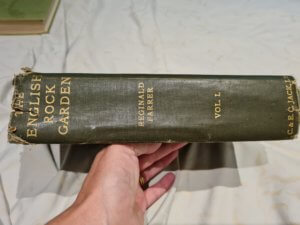 THE
ENGLISH
ROCK
GARDEN
REGINALD
FARRER
VOL. I.
C. & E. C. JACK